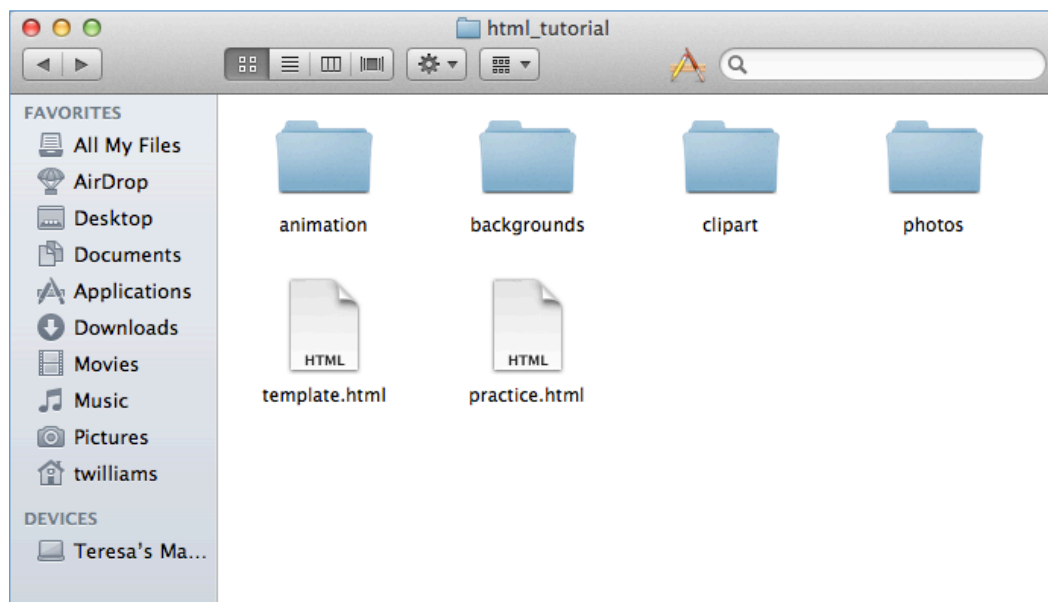 html_tutorial
FAVORITES
All My Files
AirDrop
Desktop
Documents
Applications
Downloads
Movies
Music
Pictures
twilliams
DEVICES
Teresa's Ma...
animation backgrounds clipart photos
HTML HTML
template.html practice.html